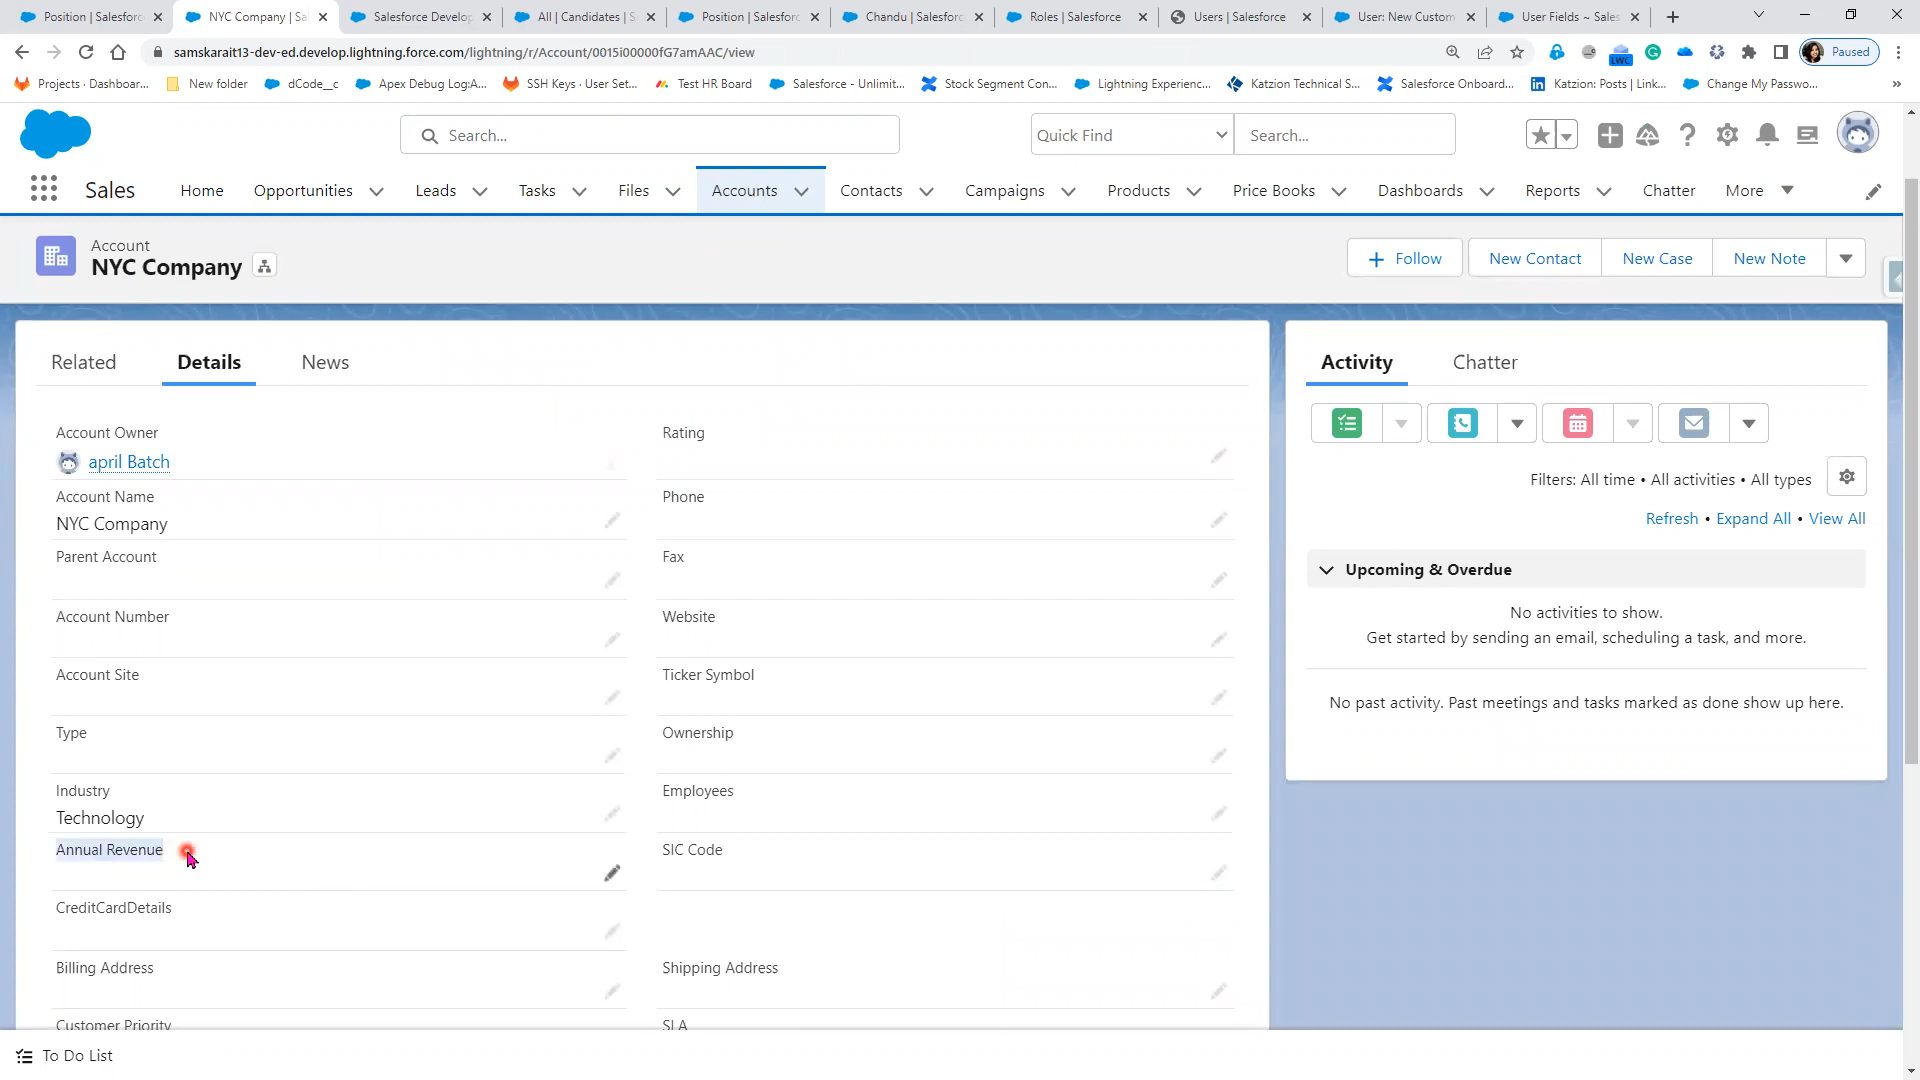 Position | Salesforc
NYC Company | Sal
Salesforce Develop
All | Candidates | S
Position | Salesforc
Chandu | Salesforc
Roles | Salesforce
Users | Salesforce
User: New Custom
User Fields ~ Sales
samskarait13-dev-ed.develop.lightning.force.com/lightning/r/Account/0015i00000fG7amAAC/view
LWC
Paused
Projects · Dashboar...
New folder
dCode__c
Apex Debug Log:A...
SSH Keys · User Set...
Test HR Board
Salesforce - Unlimit...
Stock Segment Con...
Lightning Experienc...
Katzion Technical S...
Salesforce Onboard...
Katzion: Posts | Link...
Change My Passwo...
Search...
Quick Find
Search...
Sales
Home
Opportunities
Leads
Tasks
Files
Accounts
Contacts
Campaigns
Products
Price Books
Dashboards
Reports
Chatter
More
Account
NYC Company
Follow
New Contact
New Case
New Note
Related
Details
News
Account Owner
april Batch
Rating
Account Name
NYC Company
Phone
Parent Account
Fax
Account Number
Website
Account Site
Ticker Symbol
Type
Ownership
Industry
Technology
Employees
Annual Revenue
SIC Code
CreditCardDetails
Billing Address
Shipping Address
Customer Priority
SLA
Activity
Chatter
Filters: All time • All activities • All types
Refresh • Expand All • View All
Upcoming & Overdue
No activities to show.
Get started by sending an email, scheduling a task, and more.
No past activity. Past meetings and tasks marked as done show up here.
To Do List